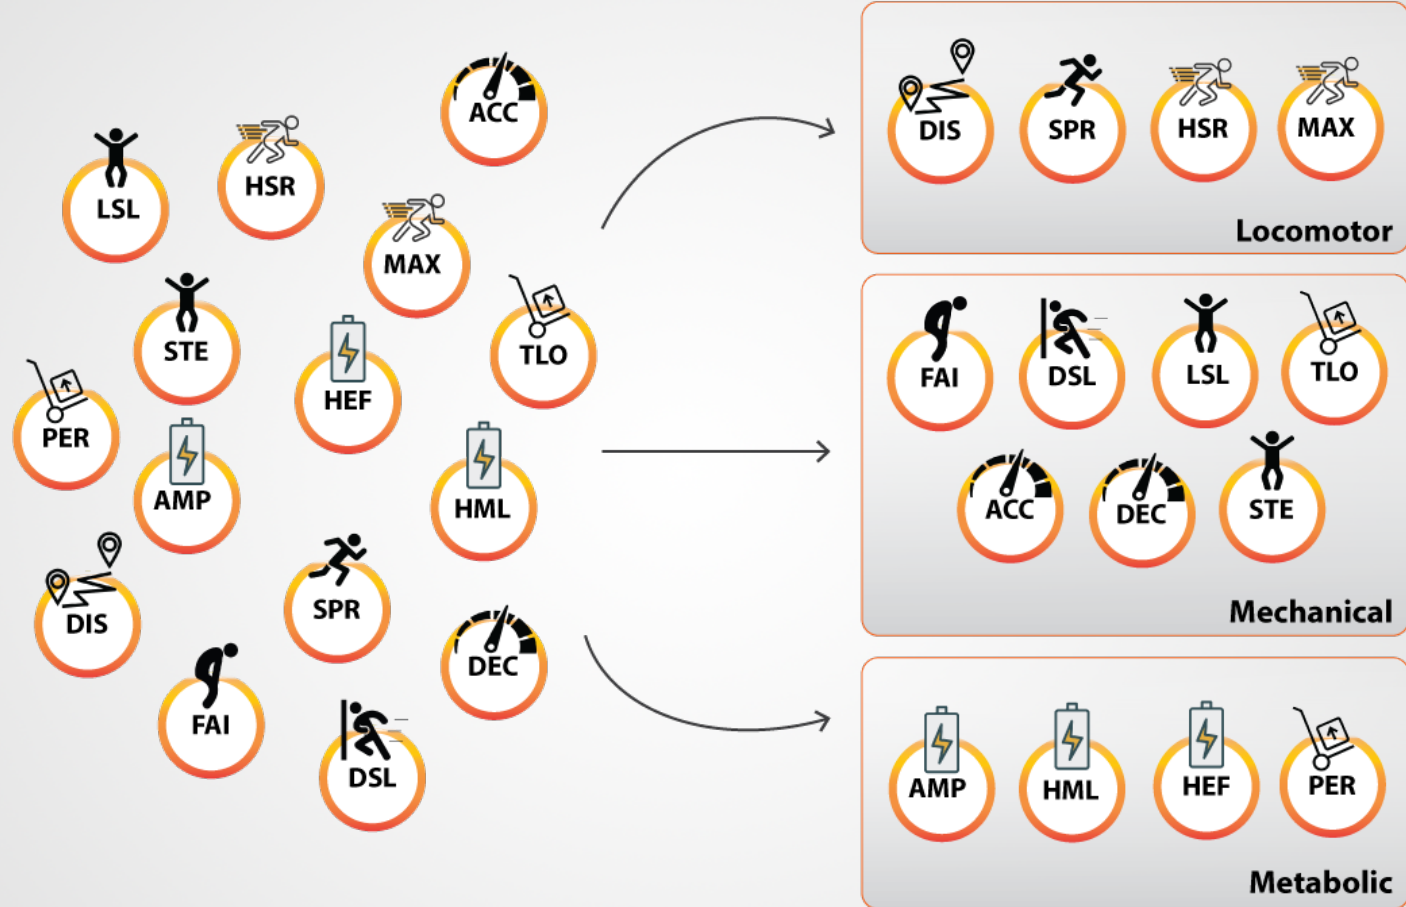 ACC
LSL
HSR
MAX
STE
HEF
TLO
PER
AMP
HML
DIS
SPR
DEC
FAI
DSL
DIS
SPR
HSR
MAX
Locomotor
FAI
DSL
LSL
TLO
ACC
DEC
STE
Mechanical
AMP
HML
HEF
PER
Metabolic